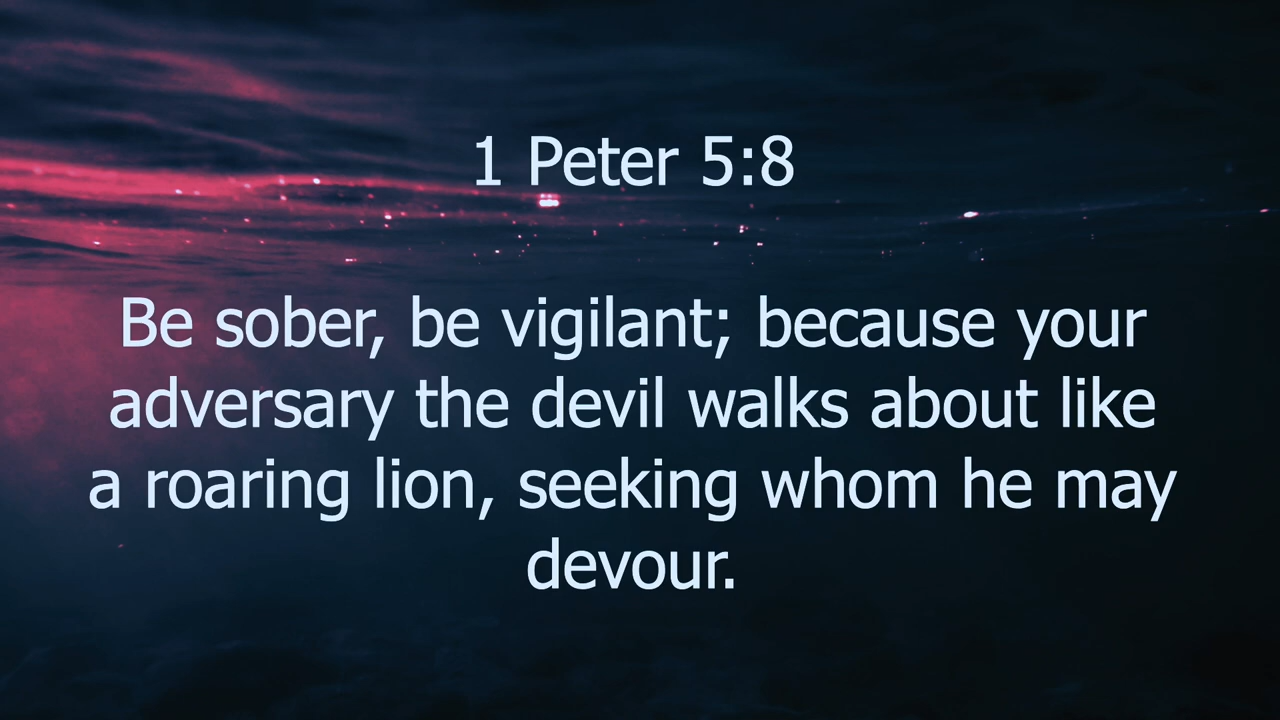 1 Peter 5:8
Be sober, be vigilant; because your
adversary the devil walks about like
a roaring lion, seeking whom he may
devour.